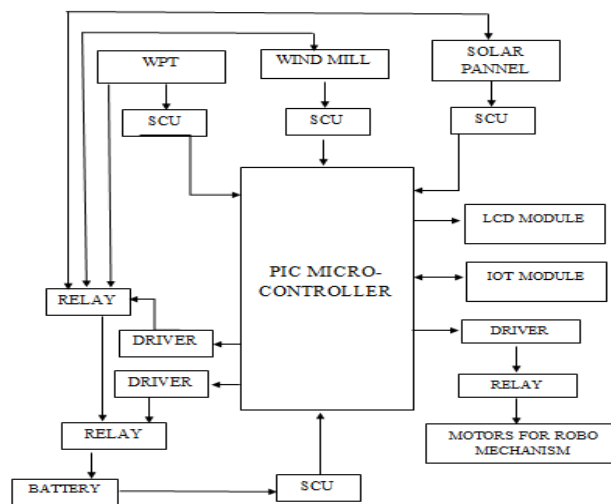 WPT
WIND MILL
SOLAR
PANNEL
SCU
SCU
SCU
PIC MICRO-
CONTROLLER
LCD MODULE
IOT MODULE
RELAY
DRIVER
DRIVER
DRIVER
RELAY
RELAY
MOTORS FOR ROBO
MECHANISM
BATTERY
SCU